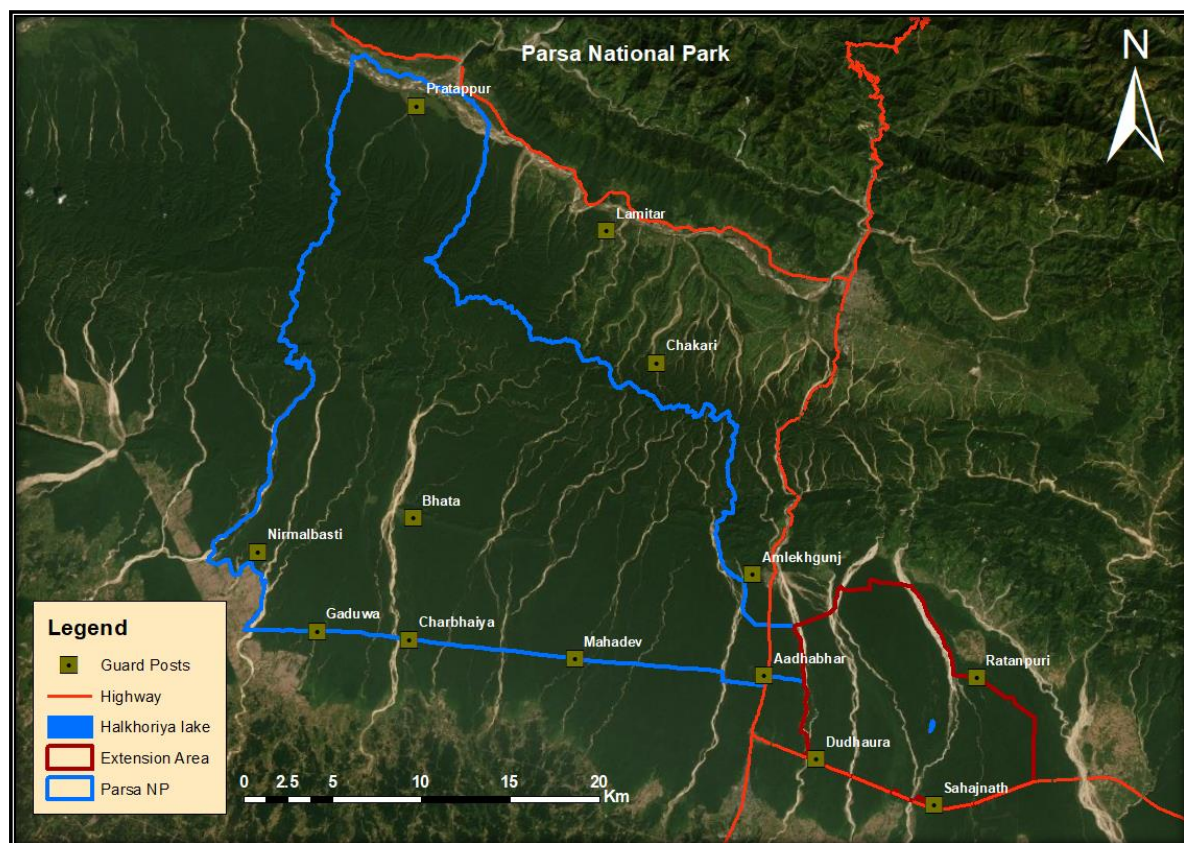 Parsa National Park
N
Pratappur
Lamitar
Chakari
Bhata
Nirmalbasti
Amlekhgunj
Gaduwa
Charbhaiya
Mahadev
Aadhabhar
Ratanpuri
Dudhaura
Sahajnath
Legend
Guard Posts
Highway
Halkhoriya lake
Extension Area
Parsa NP
0 2.5 5 10 15 20
Km